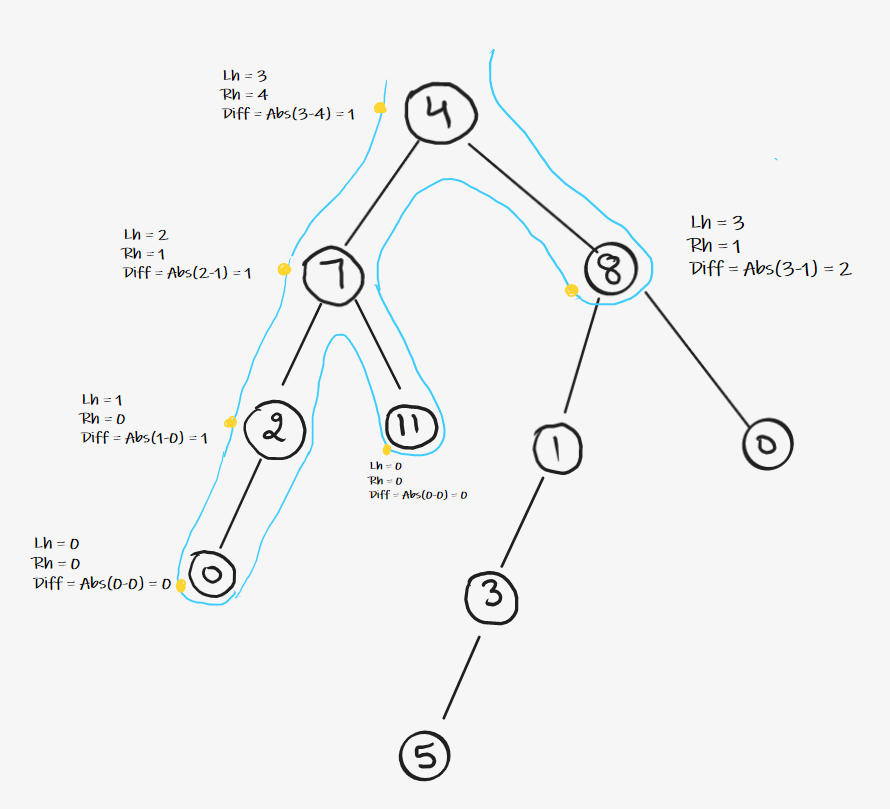 Lh = 3
Rh = 4
Diff = Abs(3-4) = 1
4
Lh = 2
Rh = 1
Diff = Abs(2-1) = 1
7
8
Lh = 3
Rh = 1
Diff = Abs(3-1) = 2
Lh = 1
Rh = 0
Diff = Abs(1-0) = 1
2
11
1
0
Lh = 0
Rh = 0
Diff = Abs(0-0) = 0
Lh = 0
Rh = 0
Diff = Abs(0-0) = 0
0
3
5